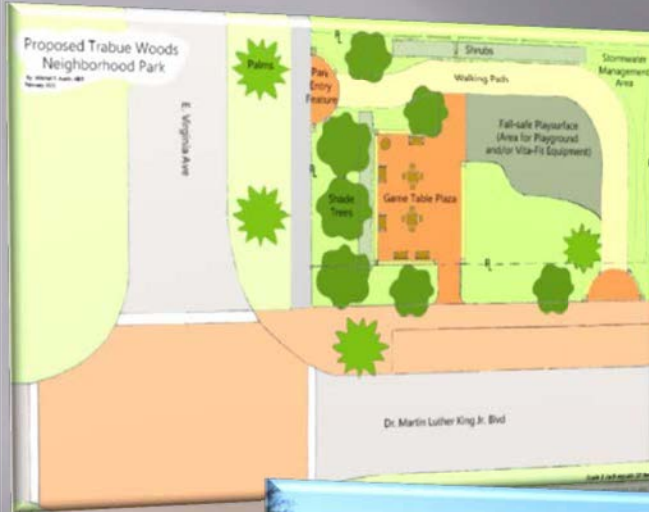 Proposed Trabue Woods
Neighborhood Park
Palms
E. Virginia Ave
Park
Entry
Feature
Shrubs
Walking Path
Stormwater
Management
Area
Fall-safe Playsurface
(Area for Playground
and/or Vita-Fit Equipment)
Shade
Trees
Game Table Plaza
Dr. Martin Luther King Jr. Blvd